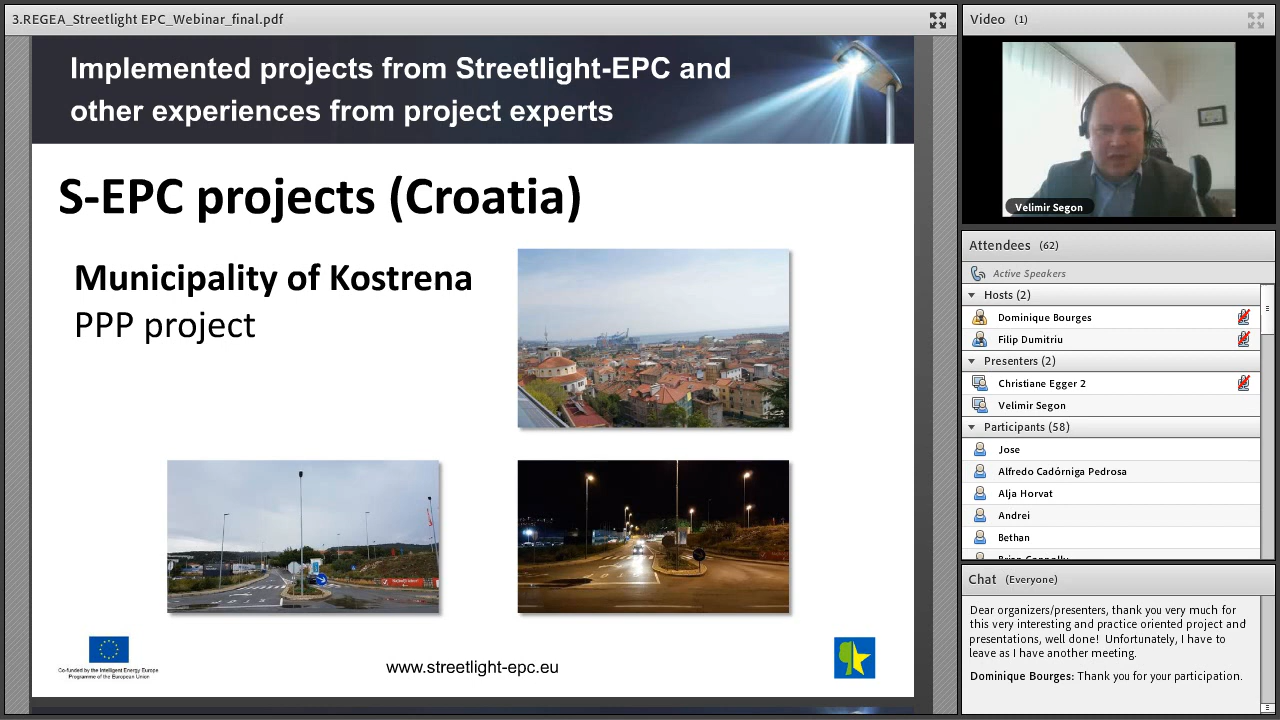 3.REGEA_Streetlight EPC_Webinar_final.pdf
Implemented projects from Streetlight-EPC and
other experiences from project experts
S-EPC projects (Croatia)
Municipality of Kostrena
PPP project
Co-funded by the Intelligent Energy Europe
Programme of the European Union
www.streetlight-epc.eu
Video (1)
Velimir Segon
Attendees (62)
Active Speakers
Hosts (2)
Dominique Bourges
Filip Dumitriu
Presenters (2)
Christiane Egger 2
Velimir Segon
Participants (58)
Jose
Alfredo Cadórniga Pedrosa
Alja Horvat
Andrei
Bethan
Chat (Everyone)
Dear organizers/presenters, thank you very much for
this very interesting and practice oriented project and
presentations, well done! Unfortunately, I have to
leave as I have another meeting.
Dominique Bourges: Thank you for your participation.